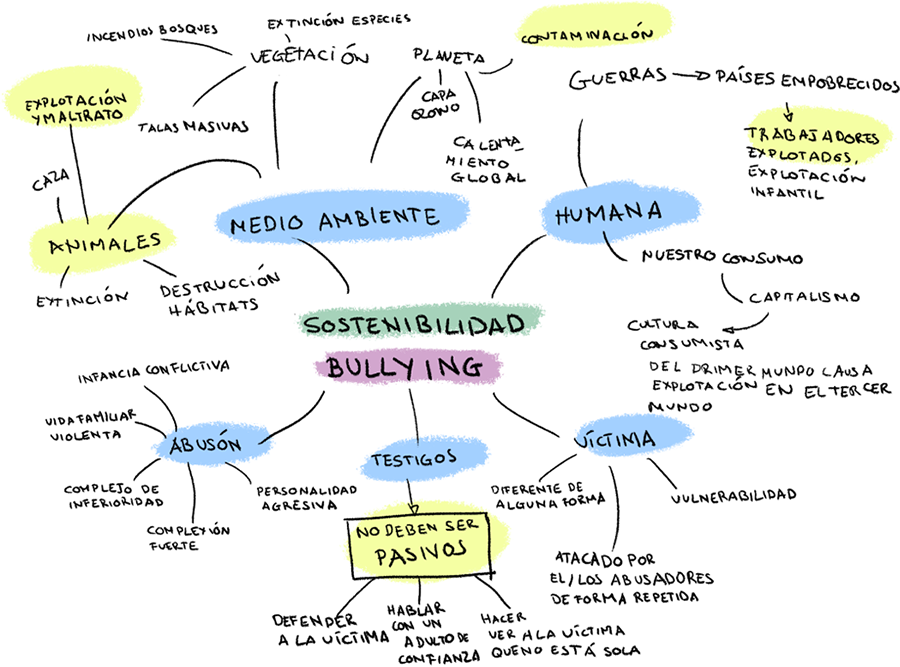 INCENDIOS BOSQUES
EXTINCIÓN ESPECIES
VEGETACIÓN
PLANETA
CONTAMINACIÓN
EXPLOTACIÓN
Y MALTRATO
TALAS MASIVAS
CAPA
OZONO
CALENTA
MIENTO
GLOBAL
GUERRAS
PAÍSES EMPOBRECIDOS
TRABAJADORES
EXPLOTADOS,
EXPLOTACIÓN
INFANTIL
CAZA
ANIMALES
MEDIO AMBIENTE
HUMANA
EXTINCIÓN
DESTRUCCIÓN
HÁBITATS
NUESTRO CONSUMO
CAPITALISMO
CULTURA
CONSUMISTA
DEL DRIMER MUNDO CAUSA
EXPLOTACIÓN EN EL TERCER
MUNDO
SOSTENIBILIDAD
BULLYING
INFANCIA CONFLICTIVA
VIDA FAMILIAR
VIOLENTA
ABUSÓN
COMPLEJO DE
INFERIORIDAD
COMPLEXIÓN
FUERTE
PERSONALIDAD
AGRESIVA
TESTIGOS
NO DEBEN SER
PASIVOS
DEFENDER
A LA VÍCTIMA
HABLAR
CON UN
ADULTO DE
CONFIANZA
HACER
VER A LA VÍCTIMA
QUE NO ESTÁ SOLA
VÍCTIMA
DIFERENTE DE
ALGUNA FORMA
VULNERABILIDAD
ATACADO POR
EL/LOS ABUSADORES
DE FORMA REPETIDA